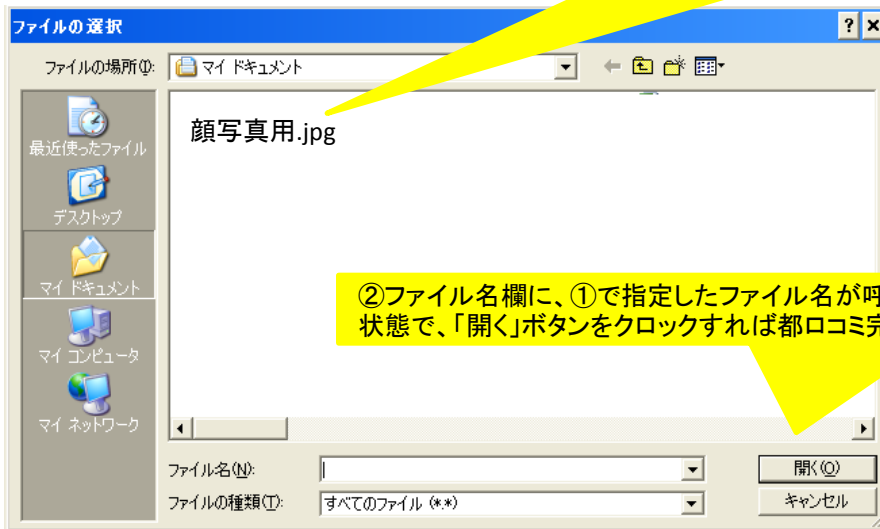 ファイルの選択
ファイルの場所(I):
マイ ドキュメント
顔写真用.jpg
最近使ったファイル
デスクトップ
マイ ドキュメント
②ファイル名欄に、①で指定したファイル名が呼
状態で、「開く」ボタンをクロックすれば都ロコミ完
マイ コンピュータ
マイ ネットワーク
ファイル名(N):
開く(O)
ファイルの種類(T):
すべてのファイル (*.*)
キャンセル